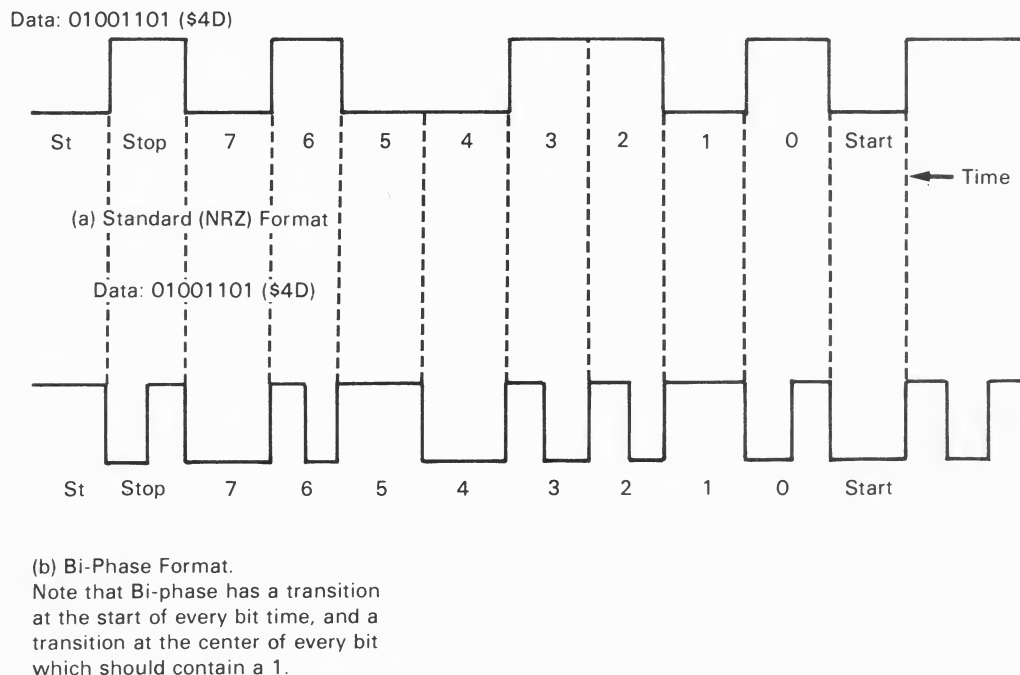 Data: 01001101 ($4D)
St Stop 7 6 5 4 3 2 1 0 Start
Time
(a) Standard (NRZ) Format
Data: 01001101 ($4D)
St Stop 7 6 5 4 3 2 1 0 Start
(b) Bi-Phase Format.
Note that Bi-phase has a transition
at the start of every bit time, and a
transition at the center of every bit
which should contain a 1.